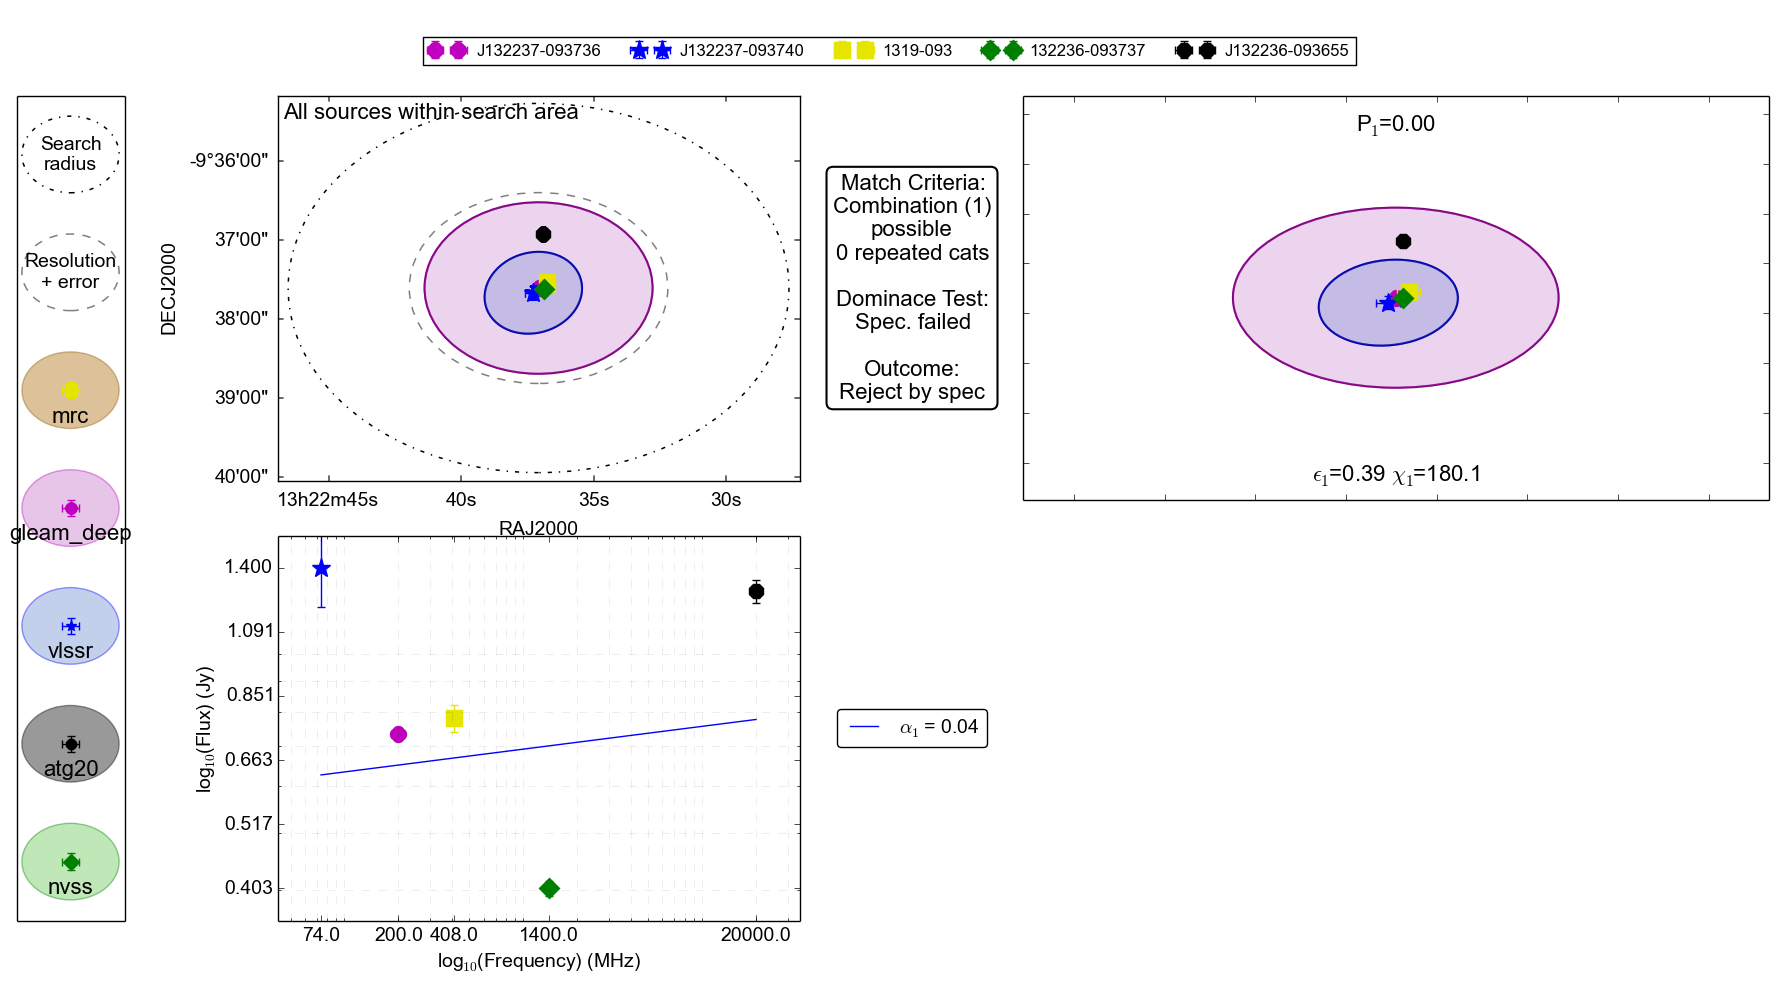 J132237-093736
J132237-093740
1319-093
132236-093737
J132236-093655
Search
radius
Resolution
+ error
mrc
gleam_deep
vlssr
atg20
nvss
All sources within search area
DECJ2000
-9°36'00"
37'00"
38'00"
39'00"
40'00"
13h22m45s
40s
35s
30s
RAJ2000
Match Criteria:
Combination (1)
possible
0 repeated cats
Dominace Test:
Spec. failed
Outcome:
Reject by spec
P₁=0.00
ϵ₁=0.39 χ₁=180.1
log₁₀(Flux) (Jy)
1.400
1.091
0.851
0.663
0.517
0.403
74.0
200.0
408.0
1400.0
20000.0
log₁₀(Frequency) (MHz)
α₁ = 0.04